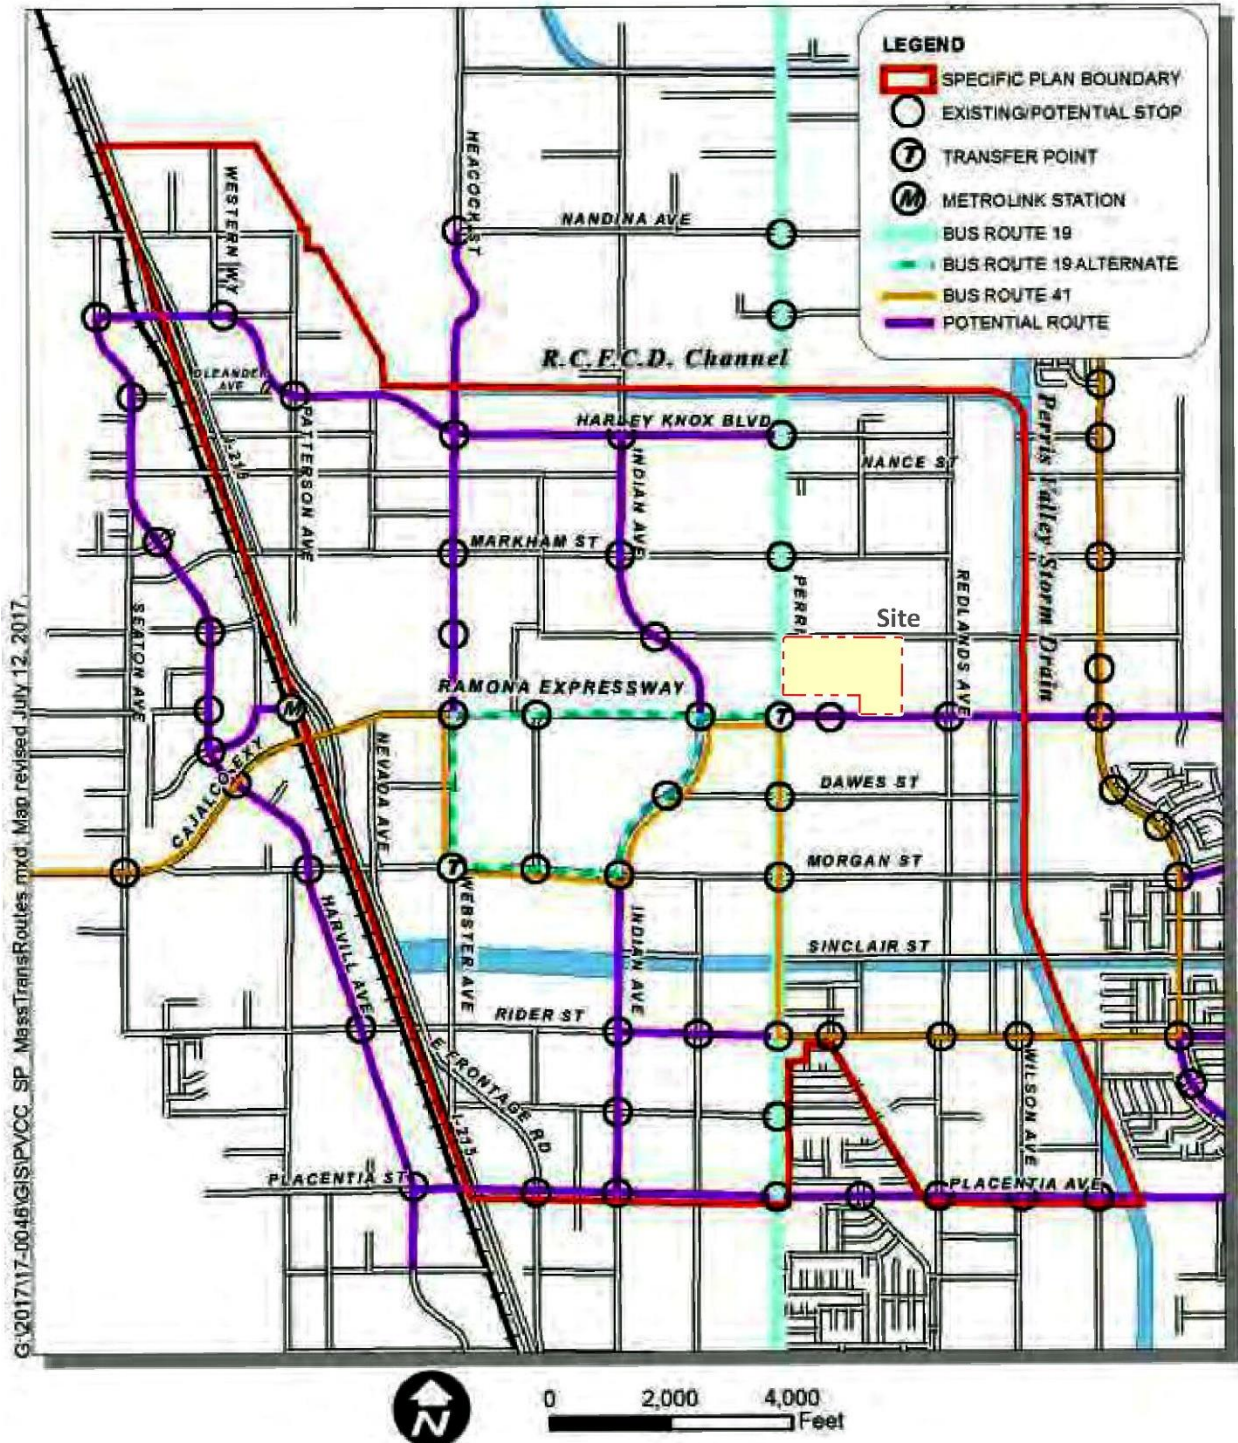 LEGEND
SPECIFIC PLAN BOUNDARY
EXISTING/POTENTIAL STOP
T TRANSFER POINT
M METROLINK STATION
BUS ROUTE 19
BUS ROUTE 19 ALTERNATE
BUS ROUTE 41
POTENTIAL ROUTE
HEACOCK ST
WESTERN WY
NANDINA AVE
R.C.F.C.D. Channel
OLEANDER
AVE
PATTERSON AVE
I-215
HARLEY KNOX BLVD
INDIAN AVE
NANCE ST
Perris Valley Storm Drain
MARKHAM ST
PERRI
REDLANDS AVE
Site
SEATON AVE
RAMONA EXPRESSWAY
M
T
CAJALCO EXY
NEVADA AVE
DAWES ST
T
MORGAN ST
WEBSTER AVE
HARVILL AVE
INDIAN AVE
SINCLAIR ST
RIDER ST
E FRONTAGE RD
WILSON AVE
I-215
PLACENTIA ST
PLACENTIA AVE
G:\2017\17-0046\GIS\PVCC_SP_MassTransRoutes.mxd; Map revised July 12, 2017.
N
0 2,000 4,000
Feet